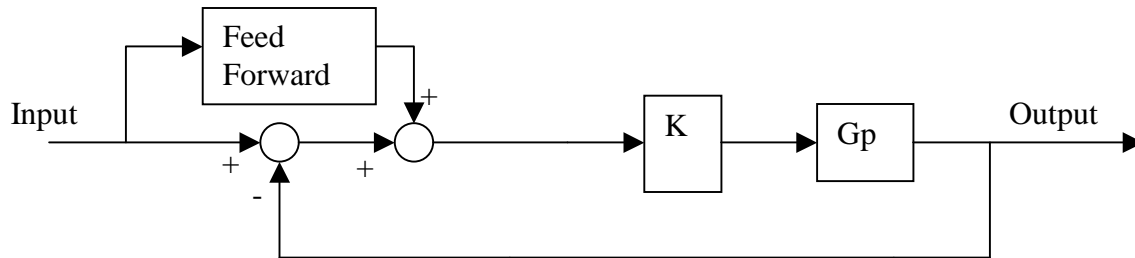 Feed
Forward
+
Input
K
Gp
Output
+
+
-